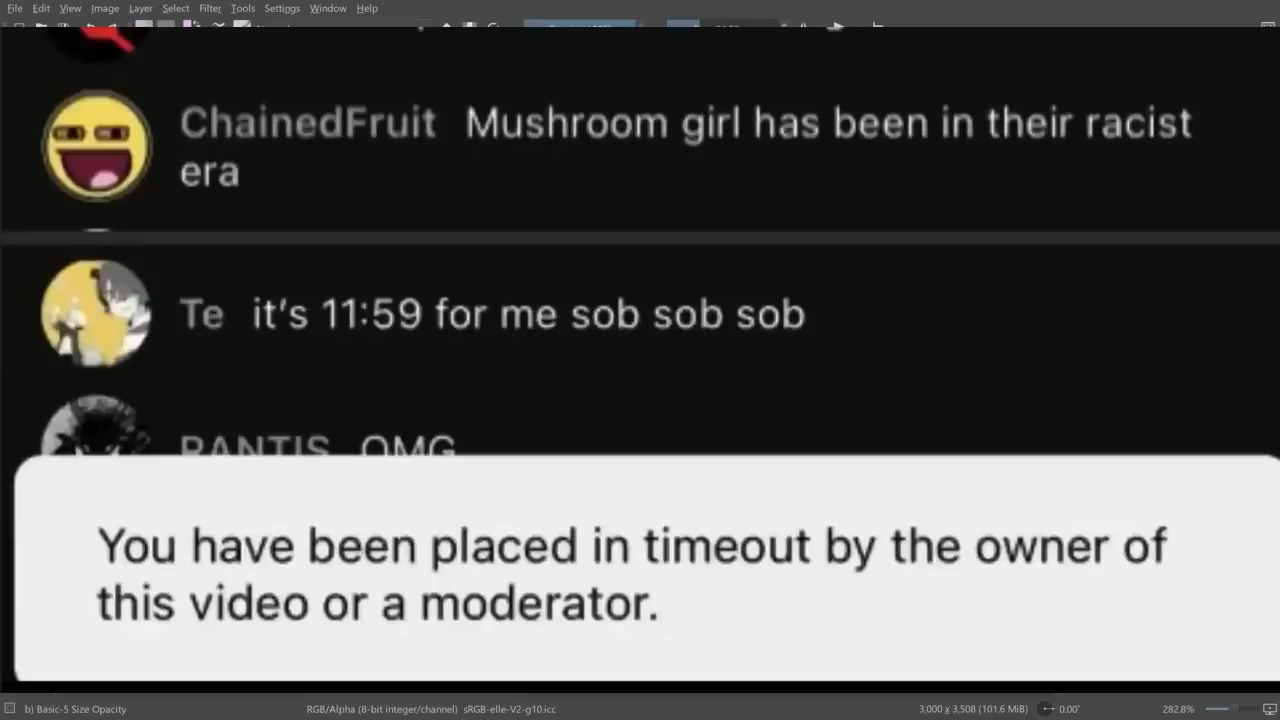 File Edit View Image Layer Select Filter Tools Settings Window Help
ChainedFruit Mushroom girl has been in their racist
era
Te it's 11:59 for me sob sob sob
RANTIS OMG
You have been placed in timeout by the owner of
this video or a moderator.
b) Basic-5 Size Opacity RGB/Alpha (8-bit integer/channel) sRGB-elle-V2-g10.icc 3,000 x 3,508 (101.6 MiB) 0.00° 282.8%